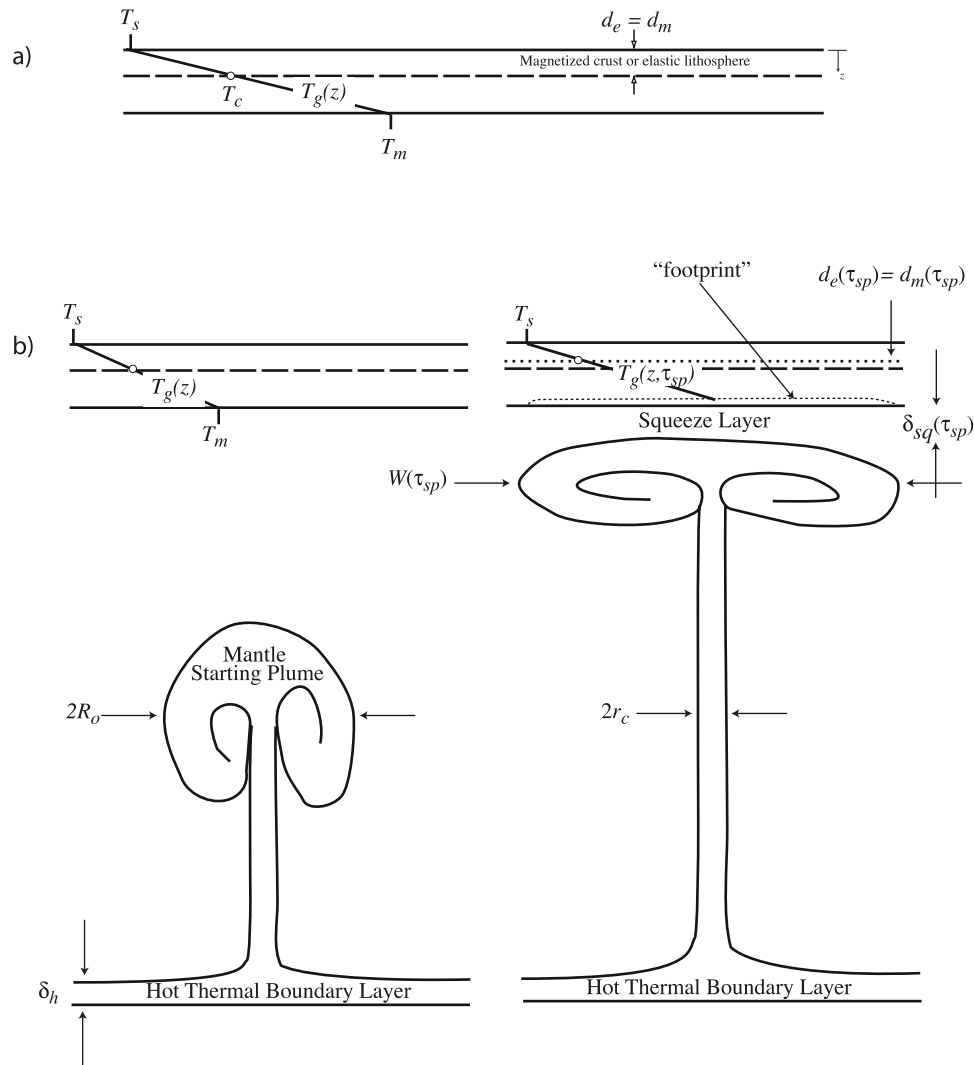 a)
T_s
d_e = d_m
Magnetized crust or elastic lithosphere
z
T_c
T_g(z)
T_m
b)
T_s
T_g(z)
T_m
"footprint"
d_e(τ_sp) = d_m(τ_sp)
T_s
T_g(z,τ_sp)
Squeeze Layer
δ_sq(τ_sp)
W(τ_sp)
Mantle
Starting Plume
2R_o
2r_c
δ_h
Hot Thermal Boundary Layer
Hot Thermal Boundary Layer